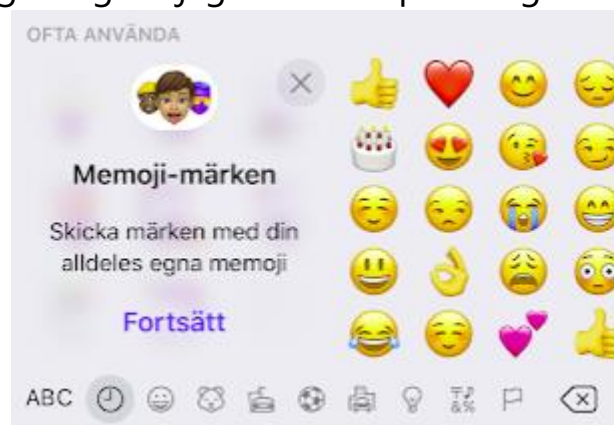 OFTA ANVÄNDA
Memoji-märken
Skicka märken med din
alldeles egna memoji
Fortsätt
ABC